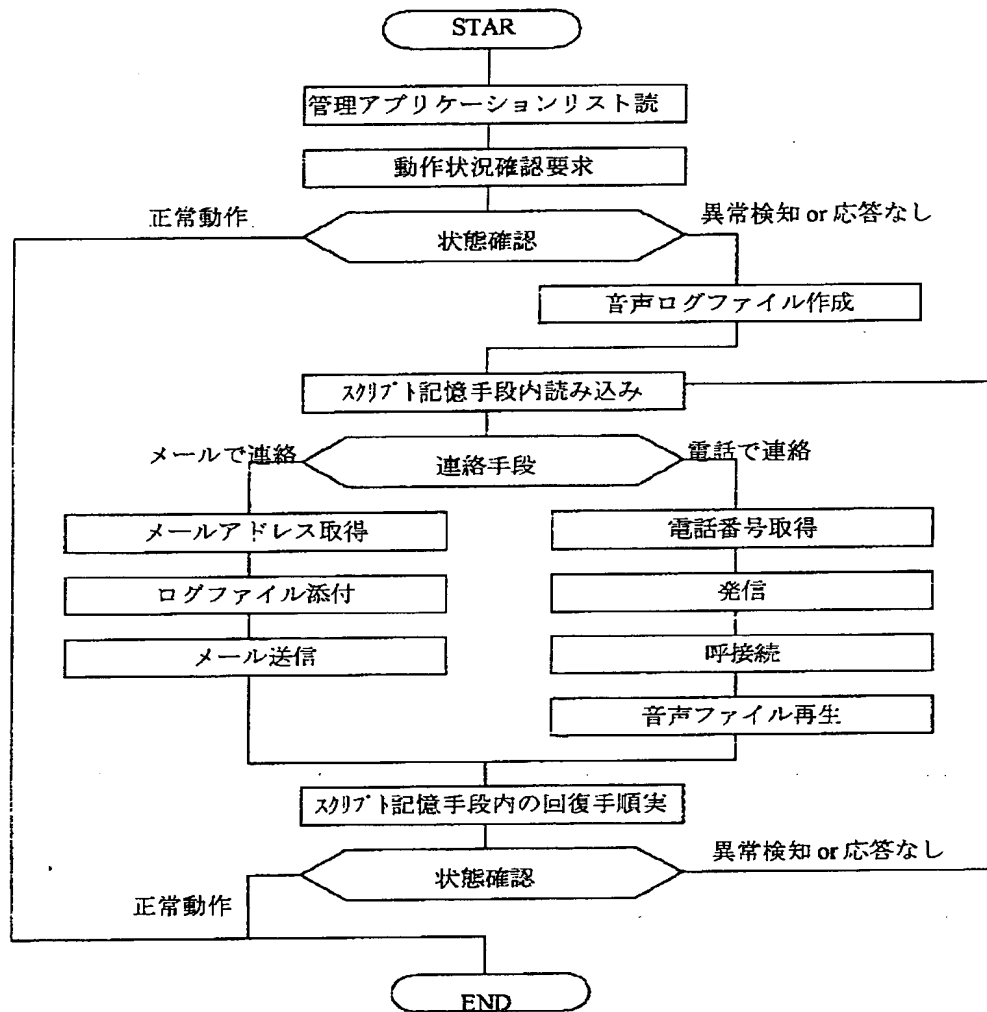 STAR
管理アプリケーションリスト読
動作状況確認要求
正常動作
異常検知 or 応答なし
状態確認
音声ログファイル作成
スクリプト記憶手段内読み込み
メールで連絡
電話で連絡
連絡手段
メールアドレス取得
電話番号取得
ログファイル添付
発信
メール送信
呼接続
音声ファイル再生
スクリプト記憶手段内の回復手順実
異常検知 or 応答なし
状態確認
正常動作
END